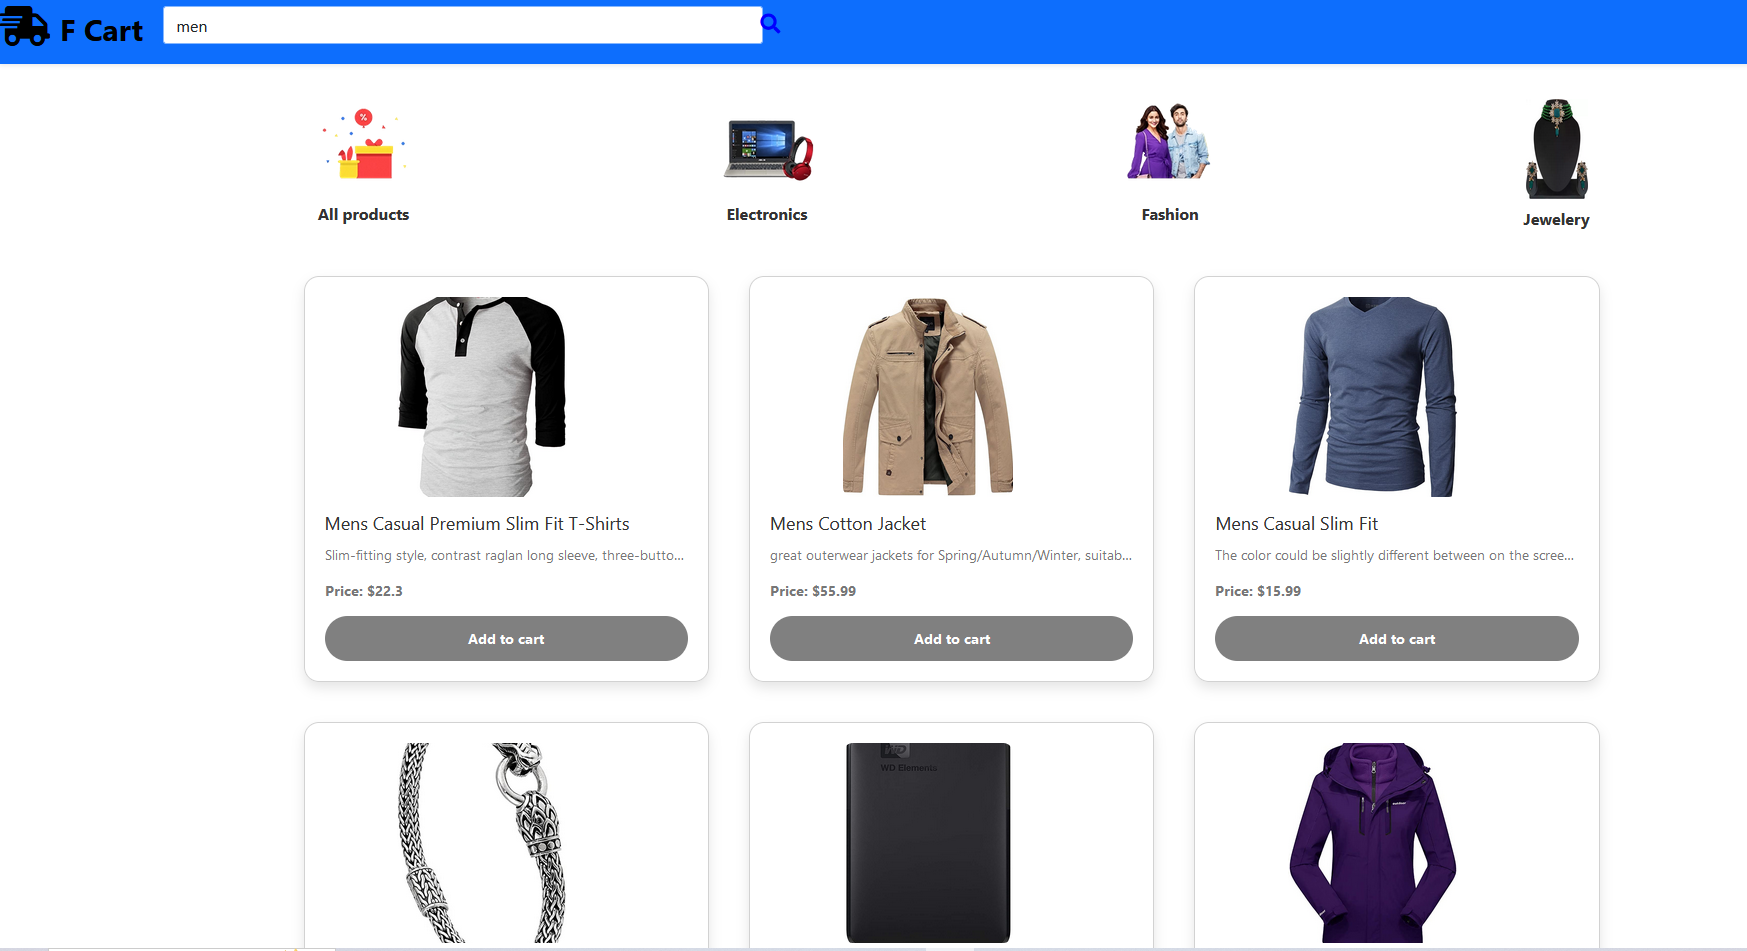 F Cart
men
All products
Electronics
Fashion
Jewelery
Mens Casual Premium Slim Fit T-Shirts
Slim-fitting style, contrast raglan long sleeve, three-butto...
Price: $22.3
Add to cart
Mens Cotton Jacket
great outerwear jackets for Spring/Autumn/Winter, suitab...
Price: $55.99
Add to cart
Mens Casual Slim Fit
The color could be slightly different between on the scree...
Price: $15.99
Add to cart
WD
WD Elements